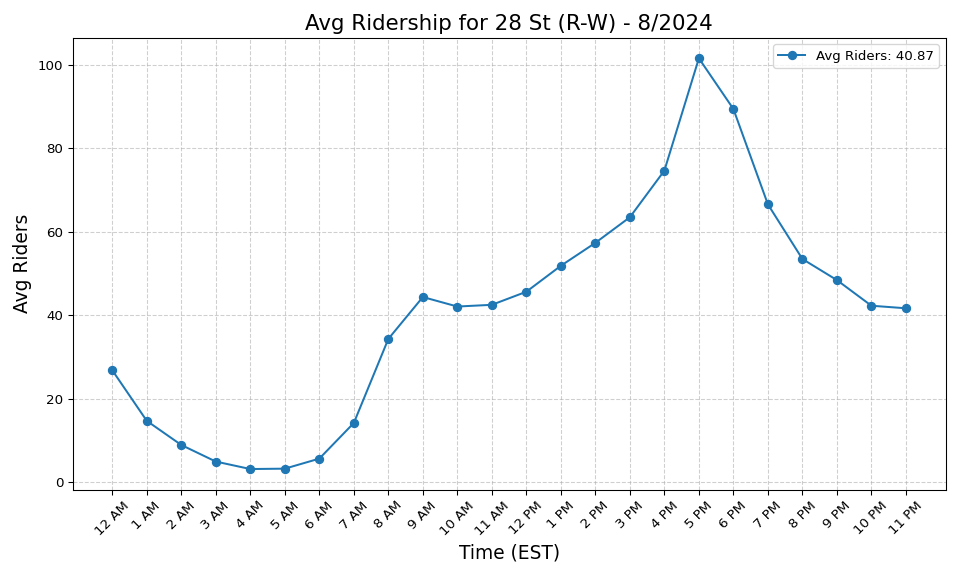 Avg Ridership for 28 St (R-W) - 8/2024
Avg Riders: 40.87
Avg Riders
100
80
60
40
20
0
12 AM
1 AM
2 AM
3 AM
4 AM
5 AM
6 AM
7 AM
8 AM
9 AM
10 AM
11 AM
12 PM
1 PM
2 PM
3 PM
4 PM
5 PM
6 PM
7 PM
8 PM
9 PM
10 PM
11 PM
Time (EST)